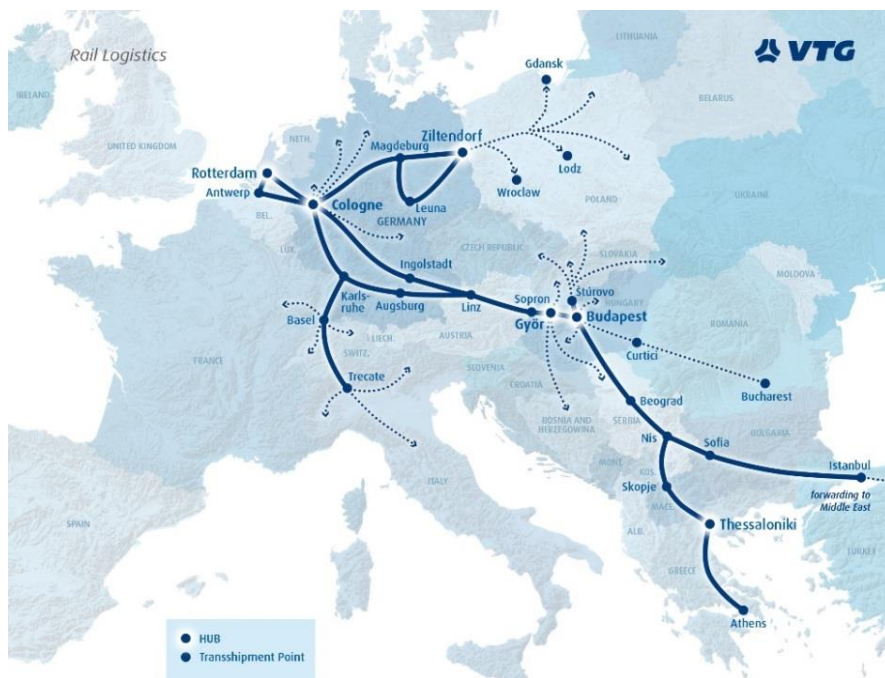 Rail Logistics
VTG
LITHUANIA
Gdansk
IRELAND
BELARUS
UNITED KINGDOM
NETH.
Ziltendorf
Magdeburg
Rotterdam
Lodz
Antwerp
Wroclaw
Cologne
Leuna
POLAND
UKRAINE
BEL.
GERMANY
LUX.
CZECH REPUBLIC
SLOVAKIA
Ingolstadt
MOLDOVA
Karls-
ruhe
Augsburg
Linz
Sopron
Štúrovo
HUNGARY
Basel
Györ
Budapest
LIECH.
AUSTRIA
ROMANIA
FRANCE
SWITZ.
SLOVENIA
Curtici
Trecate
CROATIA
Bucharest
Beograd
BOSNIA AND
HERZEGOWINA
SERBIA
BULGARIA
Nis
Sofia
Istanbul
MONT.
KOS.
ITALY
Skopje
forwarding to
Middle East
MACE.
SPAIN
Thessaloniki
ALB.
TURKEY
GREECE
Athens
HUB
Transshipment Point